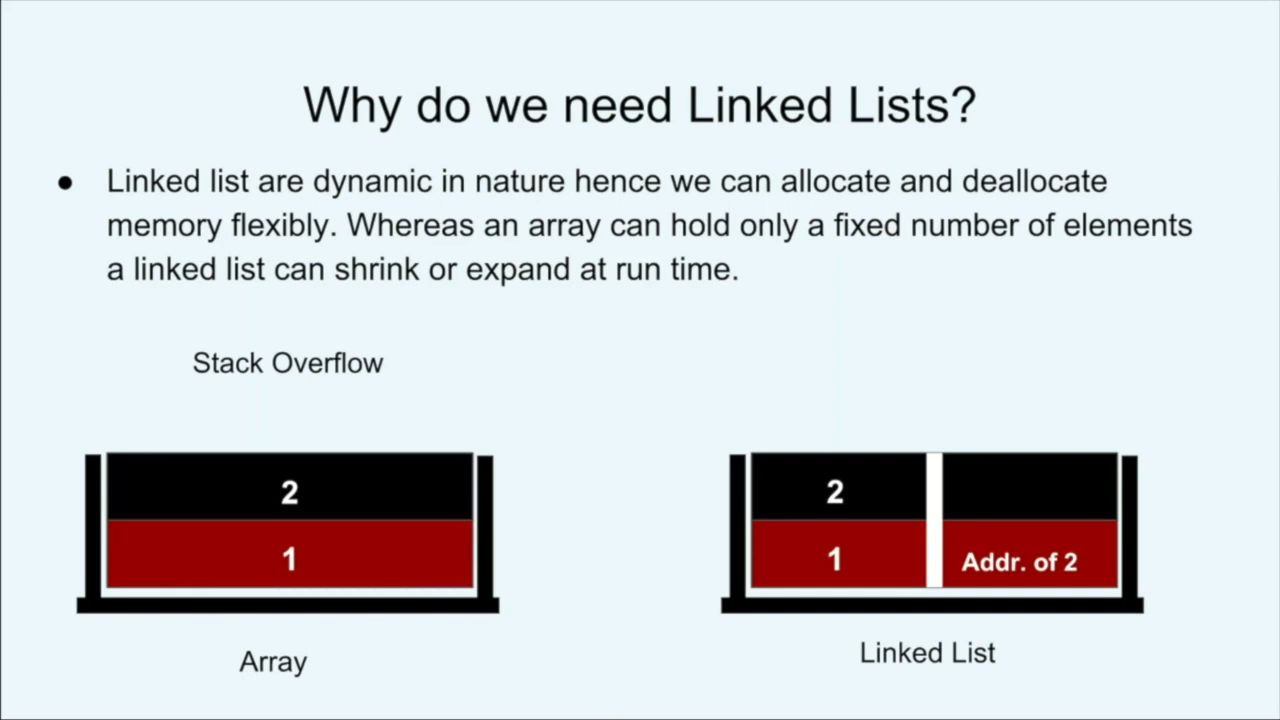 Why do we need Linked Lists?
● Linked list are dynamic in nature hence we can allocate and deallocate
memory flexibly. Whereas an array can hold only a fixed number of elements
a linked list can shrink or expand at run time.
Stack Overflow
2
1
Array
2
1 Addr. of 2
Linked List